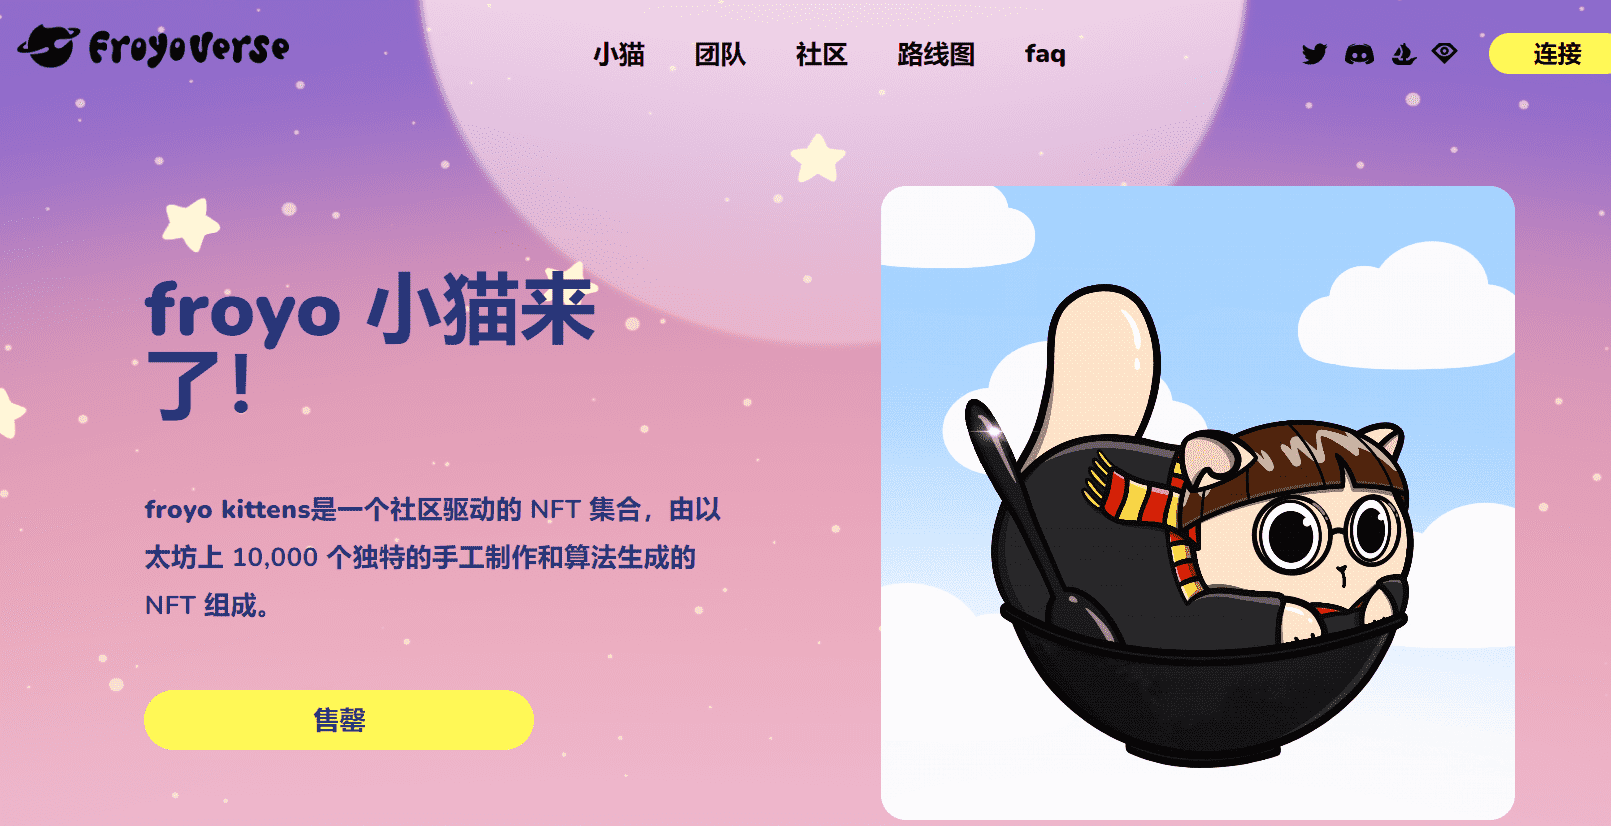 FroyoVerse
小猫 团队 社区 路线图 faq
连接
froyo 小猫来
了！
froyo kittens是一个社区驱动的 NFT 集合，由以
太坊上 10,000 个独特的手工制作和算法生成的
NFT 组成。
售罄